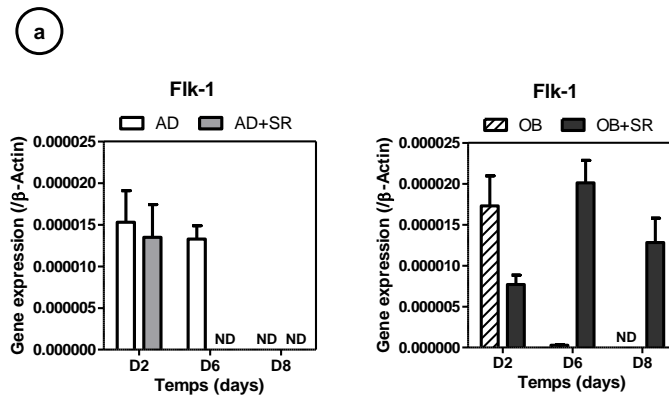 a
Flk-1
AD AD+SR
Gene expression (/β-Actin)
0.000025
0.000020
0.000015
0.000010
0.000005
0.000000
ND ND ND
D2 D6 D8
Temps (days)
Flk-1
OB OB+SR
Gene expression (/β-Actin)
0.000025
0.000020
0.000015
0.000010
0.000005
0.000000
ND
D2 D6 D8
Temps (days)